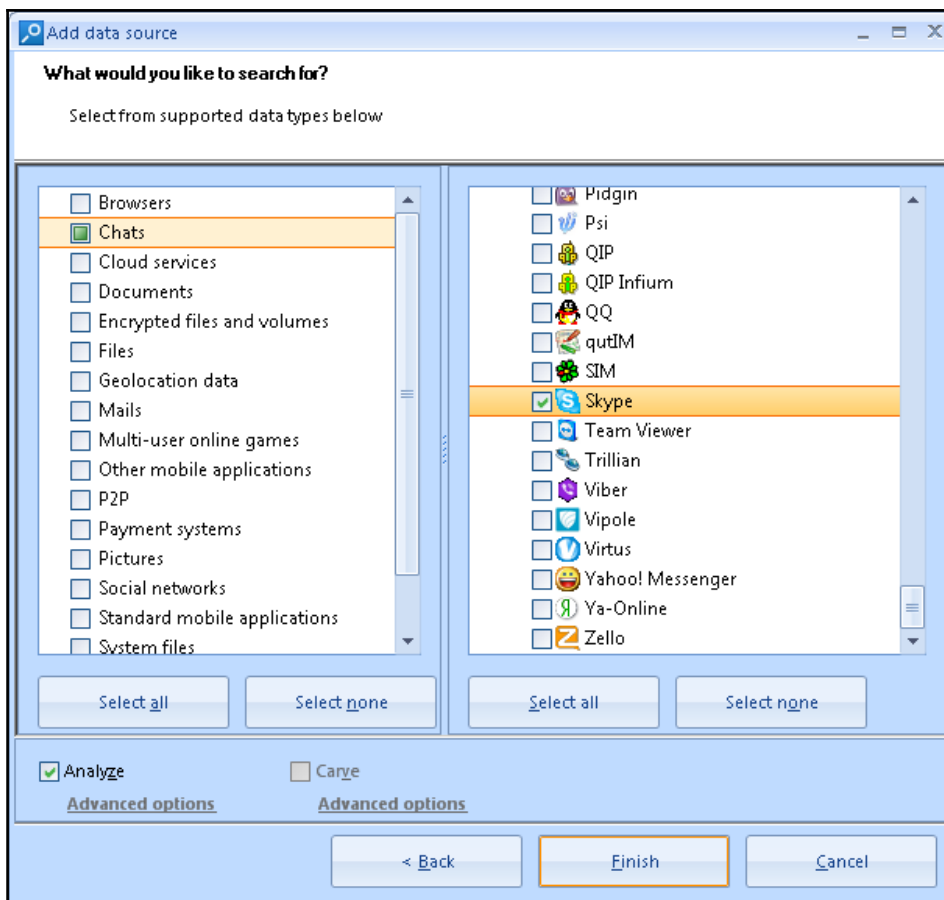 Add data source
What would you like to search for?
Select from supported data types below
Browsers
Chats
Cloud services
Documents
Encrypted files and volumes
Files
Geolocation data
Mails
Multi-user online games
Other mobile applications
P2P
Payment systems
Pictures
Social networks
Standard mobile applications
System files
Pidgin
Psi
QIP
QIP Infium
QQ
qutIM
SIM
Skype
Team Viewer
Trillian
Viber
Vipole
Virtus
Yahoo! Messenger
Ya-Online
Zello
Select all
Select none
Select all
Select none
Analyze
Carve
Advanced options
Advanced options
< Back
Finish
Cancel